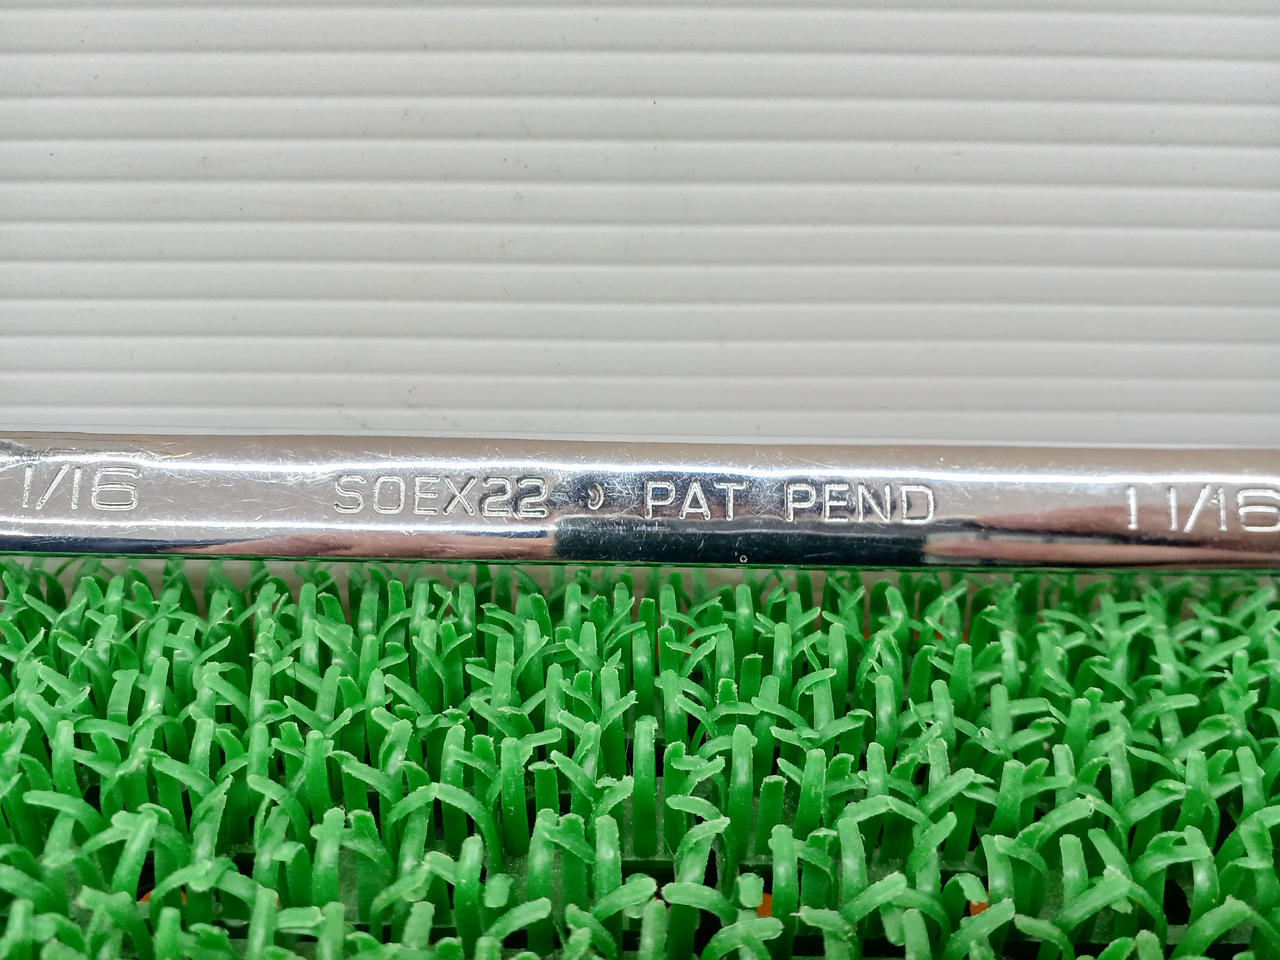 1/16 SOEX22 PAT PEND 11/16